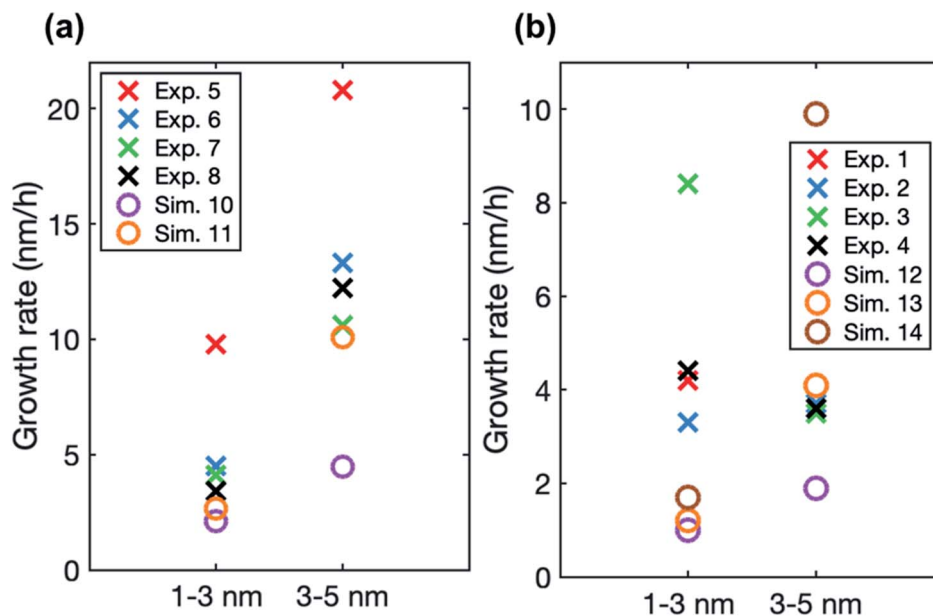 (a)
Growth rate (nm/h)
20
15
10
5
0
Exp. 5
Exp. 6
Exp. 7
Exp. 8
Sim. 10
Sim. 11
1-3 nm 3-5 nm
(b)
Growth rate (nm/h)
10
8
6
4
2
0
Exp. 1
Exp. 2
Exp. 3
Exp. 4
Sim. 12
Sim. 13
Sim. 14
1-3 nm 3-5 nm